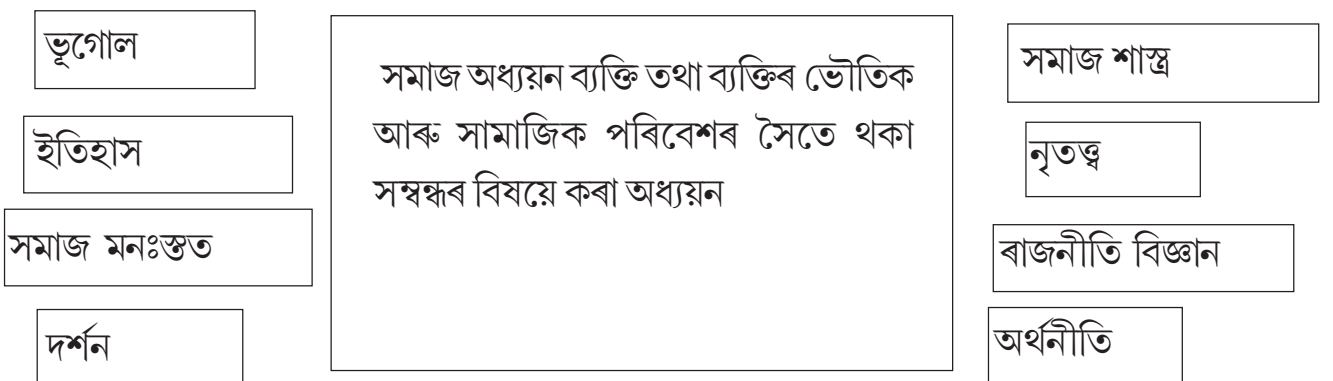 ভূগোল
ইতিহাস
সমাজ মনঃস্তত
দৰ্শন
সমাজ অধ্যয়ন ব্যক্তি তথা ব্যক্তিৰ ভৌতিক
আৰু সামাজিক পৰিবেশৰ সৈতে থকা
সম্বন্ধৰ বিষয়ে কৰা অধ্যয়ন
সমাজ শাস্ত্ৰ
নৃতত্ত্ব
ৰাজনীতি বিজ্ঞান
অৰ্থনীতি